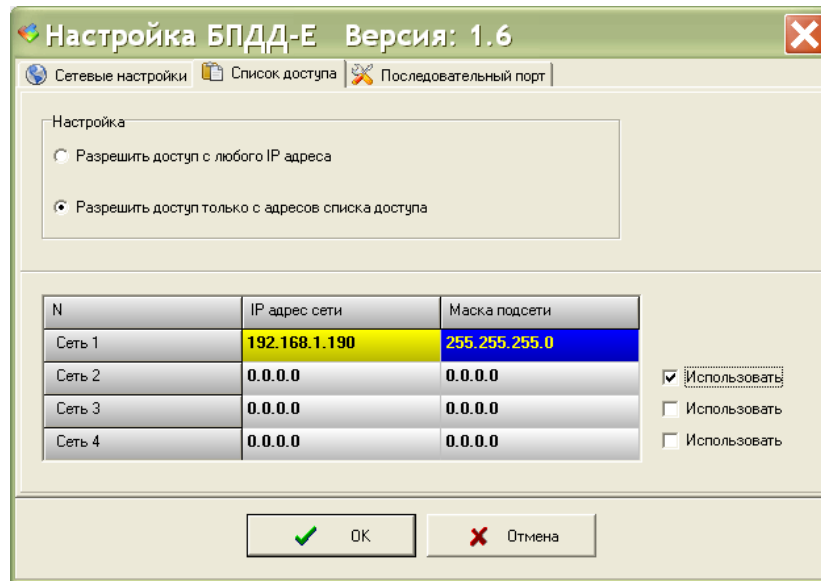 Настройка БПДД-Е Версия: 1.6
Сетевые настройки Список доступа Последовательный порт
Настройка
Разрешить доступ с любого IP адреса
Разрешить доступ только с адресов списка доступа
N IP адрес сети Маска подсети
Сеть 1 192.168.1.190 255.255.255.0
Сеть 2 0.0.0.0 0.0.0.0 Использовать
Сеть 3 0.0.0.0 0.0.0.0 Использовать
Сеть 4 0.0.0.0 0.0.0.0 Использовать
OK Отмена